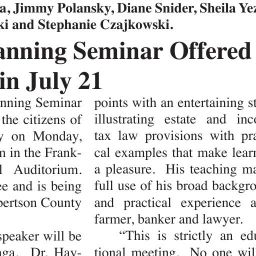 a, Jimmy Polansky, Diane Snider, Sheila Yez
ki and Stephanie Czajkowski.
anning Seminar Offered
in July 21
nning Seminar
the citizens of
y on Monday,
m in the Frank-
l Auditorium.
ee and is being
bertson County
speaker will be
nga. Dr. Hay-
points with an entertaining st
illustrating estate and inco
tax law provisions with pra
cal examples that make learn
a pleasure. His teaching ma
full use of his broad backgrou
and practical experience a
farmer, banker and lawyer.
"This is strictly an edu
tional meeting. No one will